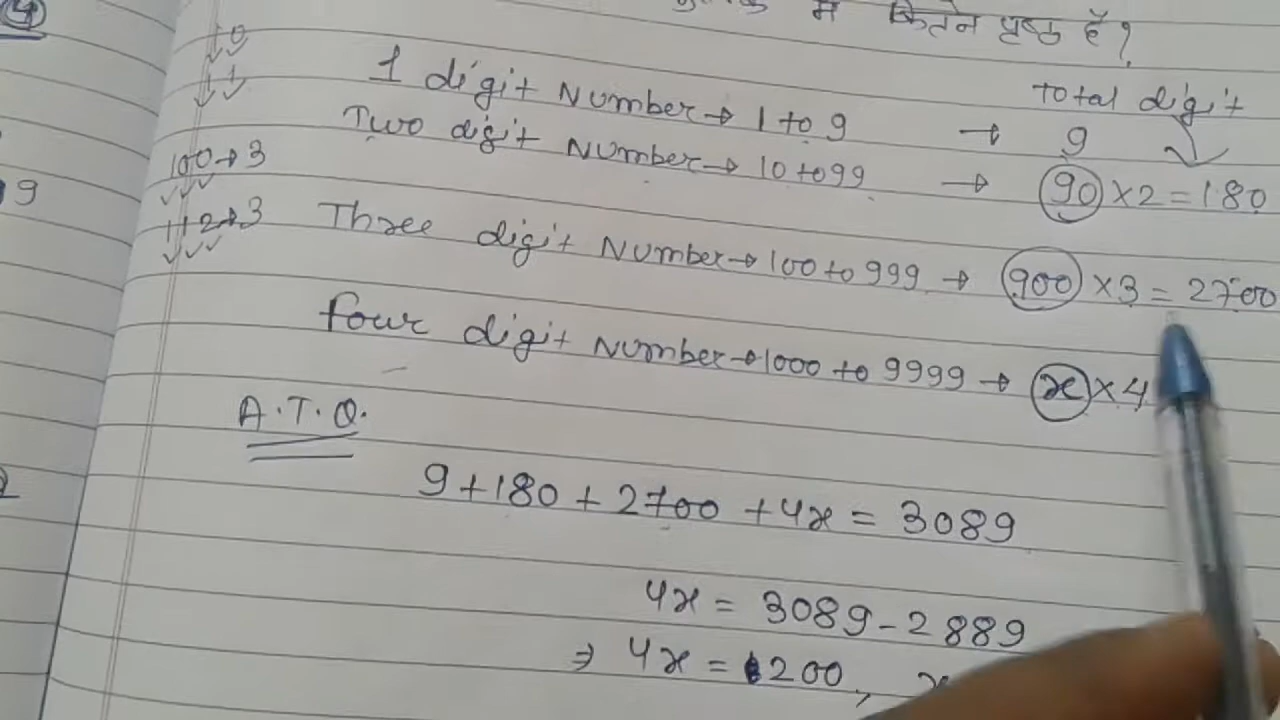 में कितने पृष्ठ हैं?
total digit
1 digit Number→ 1 to 9 → 9
Two digit Number→ 10 to 99 → 90 ×2 = 180
100→3
112→3
Three digit Number→ 100 to 999 → 900 ×3 = 2700
four digit Number→ 1000 to 9999 → x ×4
A.T.Q.
9+180+2700+4x = 3089
4x = 3089-2889
⇒ 4x = 200,